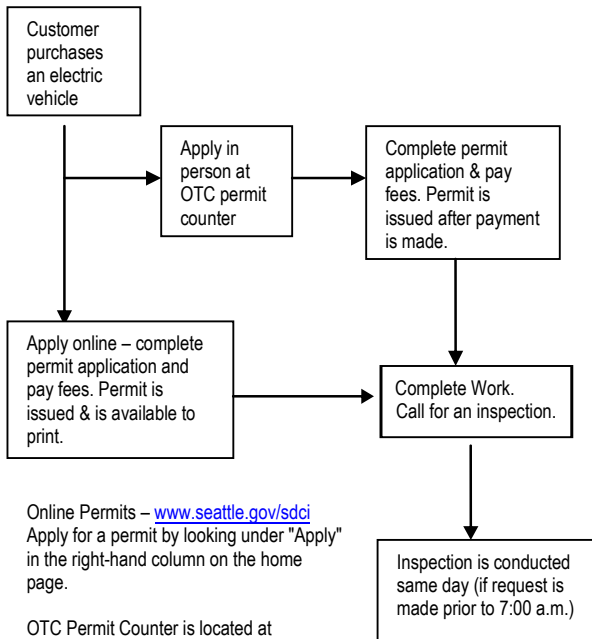 Customer
purchases
an electric
vehicle
Apply in
person at
OTC permit
counter
Complete permit
application & pay
fees. Permit is
issued after payment
is made.
Apply online – complete
permit application and
pay fees. Permit is
issued & is available to
print.
Complete Work.
Call for an inspection.
Online Permits – www.seattle.gov/sdci
Apply for a permit by looking under "Apply"
in the right-hand column on the home
page.
OTC Permit Counter is located at
Inspection is conducted
same day (if request is
made prior to 7:00 a.m.)